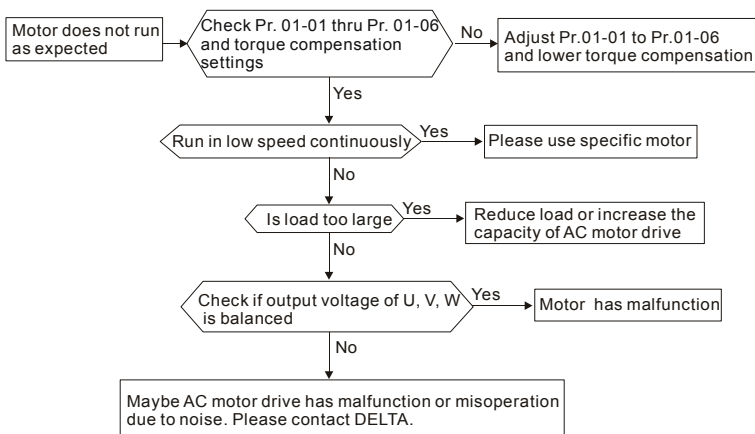 Motor does not run
as expected
Check Pr. 01-01 thru Pr. 01-06
and torque compensation
settings
No
Adjust Pr.01-01 to Pr.01-06
and lower torque compensation
Yes
Run in low speed continuously
Yes
Please use specific motor
No
Is load too large
Yes
Reduce load or increase the
capacity of AC motor drive
No
Check if output voltage of U, V, W
is balanced
Yes
Motor has malfunction
No
Maybe AC motor drive has malfunction or misoperation
due to noise. Please contact DELTA.